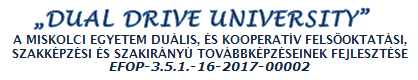 „DUAL DRIVE UNIVERSITY”
A MISKOLCI EGYETEM DUÁLIS, ÉS KOOPERATÍV FELSŐOKTATÁSI,
SZAKKÉPZÉSI ÉS SZAKIRÁNYÚ TOVÁBBKÉPZÉSEINEK FEJLESZTÉSE
EFOP-3.5.1.-16-2017-00002